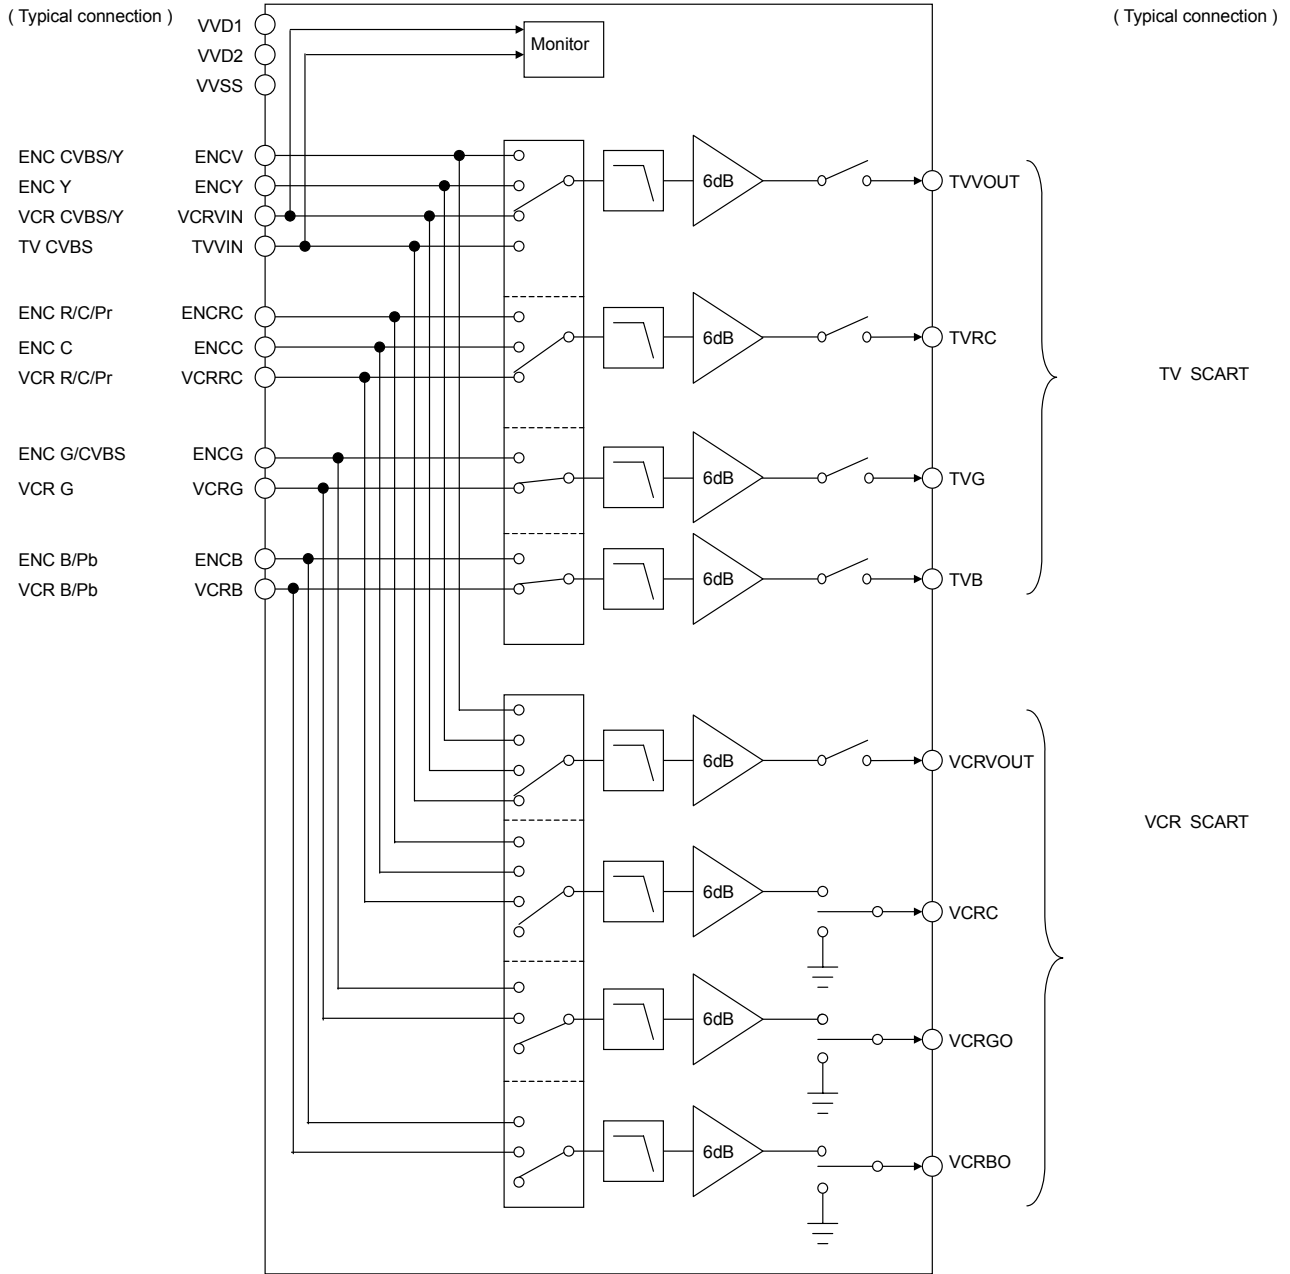 ( Typical connection )
( Typical connection )
VVD1
VVD2
VVSS
Monitor
ENC CVBS/Y ENCV
ENC Y ENCY
VCR CVBS/Y VCRVIN
TV CVBS TVVIN
6dB
TVVOUT
ENC R/C/Pr ENCRC
ENC C ENCC
VCR R/C/Pr VCRRC
6dB
TVRC
TV SCART
ENC G/CVBS ENCG
VCR G VCRG
6dB
TVG
ENC B/Pb ENCB
VCR B/Pb VCRB
6dB
TVB
6dB
VCRVOUT
VCR SCART
6dB
VCRC
6dB
VCRGO
6dB
VCRBO